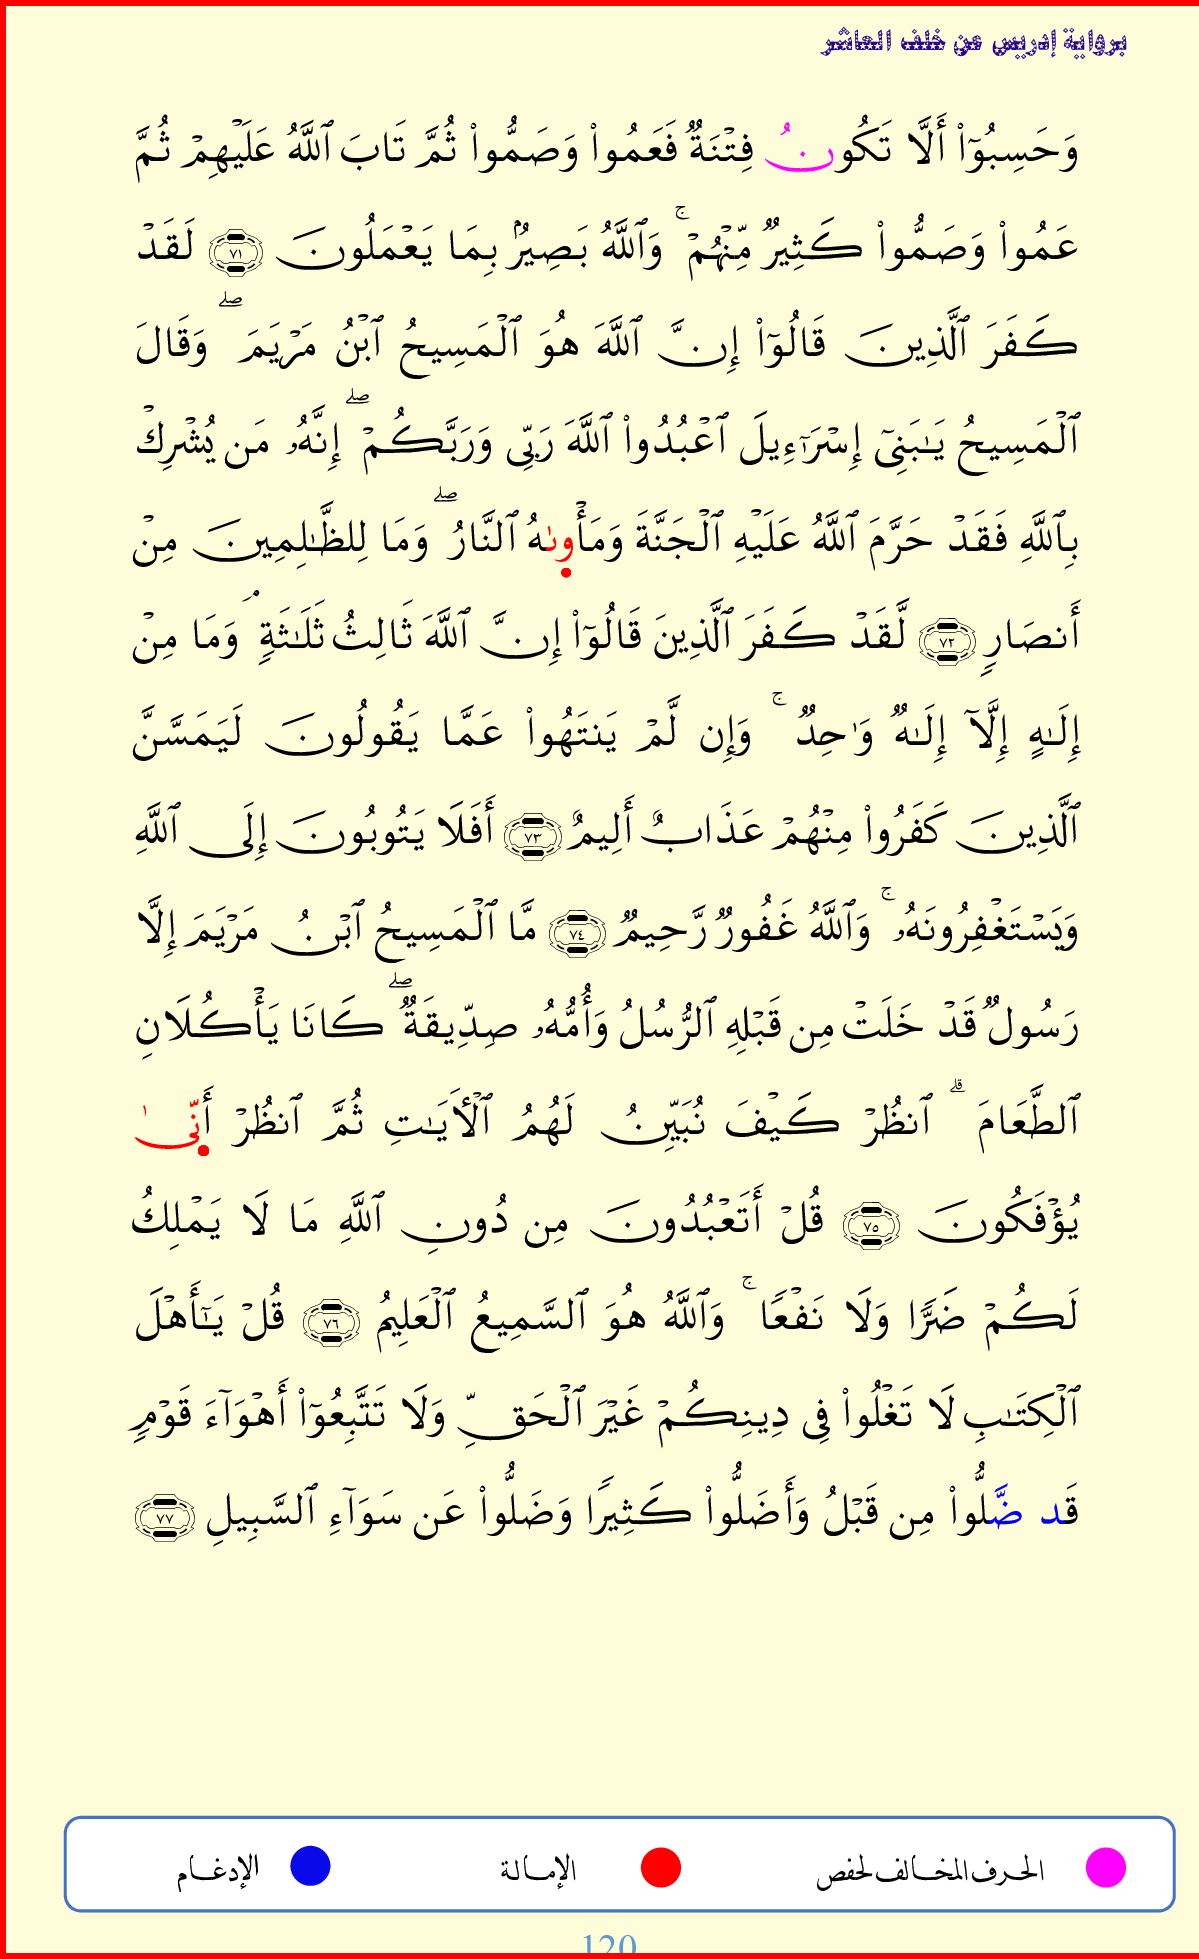 برواية إدريس عن خلف العاشر
وَحَسِبُوٓا۟ أَلَّا تَكُونُ فِتْنَةٌ فَعَمُوا۟ وَصَمُّوا۟ ثُمَّ تَابَ ٱللَّهُ عَلَيْهِمْ ثُمَّ
عَمُوا۟ وَصَمُّوا۟ كَثِيرٌ مِّنْهُمْ ۚ وَٱللَّهُ بَصِيرٌۢ بِمَا يَعْمَلُونَ ٧١ لَقَدْ
كَفَرَ ٱلَّذِينَ قَالُوٓا۟ إِنَّ ٱللَّهَ هُوَ ٱلْمَسِيحُ ٱبْنُ مَرْيَمَ ۖ وَقَالَ
ٱلْمَسِيحُ يَـٰبَنِىٓ إِسْرَٰٓءِيلَ ٱعْبُدُوا۟ ٱللَّهَ رَبِّى وَرَبَّكُمْ ۖ إِنَّهُۥ مَن يُشْرِكْ
بِٱللَّهِ فَقَدْ حَرَّمَ ٱللَّهُ عَلَيْهِ ٱلْجَنَّةَ وَمَأْوىٰهُ ٱلنَّارُ ۖ وَمَا لِلظَّـٰلِمِينَ مِنْ
أَنصَارٍ ٧٢ لَّقَدْ كَفَرَ ٱلَّذِينَ قَالُوٓا۟ إِنَّ ٱللَّهَ ثَالِثُ ثَلَـٰثَةٍ ۘ وَمَا مِنْ
إِلَـٰهٍ إِلَّآ إِلَـٰهٌ وَٰحِدٌ ۚ وَإِن لَّمْ يَنتَهُوا۟ عَمَّا يَقُولُونَ لَيَمَسَّنَّ
ٱلَّذِينَ كَفَرُوا۟ مِنْهُمْ عَذَابٌ أَلِيمٌ ٧٣ أَفَلَا يَتُوبُونَ إِلَى ٱللَّهِ
وَيَسْتَغْفِرُونَهُۥ ۚ وَٱللَّهُ غَفُورٌ رَّحِيمٌ ٧٤ مَّا ٱلْمَسِيحُ ٱبْنُ مَرْيَمَ إِلَّا
رَسُولٌ قَدْ خَلَتْ مِن قَبْلِهِ ٱلرُّسُلُ وَأُمُّهُۥ صِدِّيقَةٌ ۖ كَانَا يَأْكُلَانِ
ٱلطَّعَامَ ۗ ٱنظُرْ كَيْفَ نُبَيِّنُ لَهُمُ ٱلْـَٔايَـٰتِ ثُمَّ ٱنظُرْ أَنِّىٰ
يُؤْفَكُونَ ٧٥ قُلْ أَتَعْبُدُونَ مِن دُونِ ٱللَّهِ مَا لَا يَمْلِكُ
لَكُمْ ضَرًّا وَلَا نَفْعًا ۚ وَٱللَّهُ هُوَ ٱلسَّمِيعُ ٱلْعَلِيمُ ٧٦ قُلْ يَـٰٓأَهْلَ
ٱلْكِتَـٰبِ لَا تَغْلُوا۟ فِى دِينِكُمْ غَيْرَ ٱلْحَقِّ وَلَا تَتَّبِعُوٓا۟ أَهْوَآءَ قَوْمٍ
قَد ضَّلُّوا۟ مِن قَبْلُ وَأَضَلُّوا۟ كَثِيرًا وَضَلُّوا۟ عَن سَوَآءِ ٱلسَّبِيلِ ٧٧
الحرف المخالف لحفص الإمالة الإدغام
120